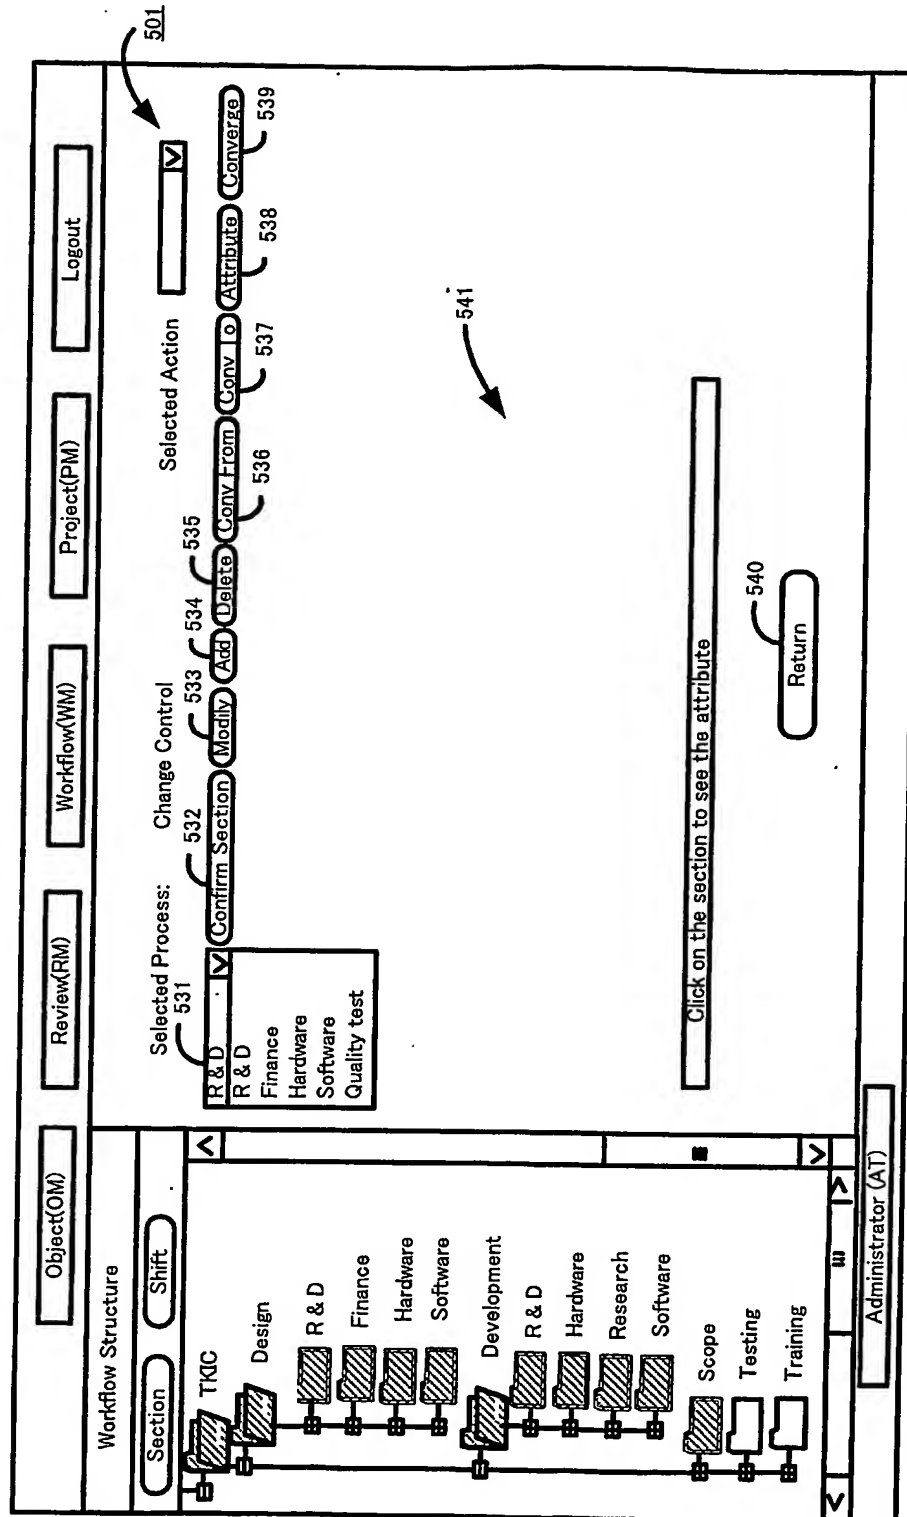 501
Object(OM)
Review(RM)
Workflow(WM)
Project(PM)
Logout
Workflow Structure
Section
Shift
TKIC
Design
R & D
Finance
Hardware
Software
Development
R & D
Hardware
Research
Software
Scope
Testing
Training
Selected Process:
Change Control
Selected Action
531
532
533
534
535
R & D
Confirm Section
Modily
Add
Delete
Conv From
Conv To
Attribute
Converge
536
537
538
539
R & D
Finance
Hardware
Software
Quality test
541
Click on the section to see the attribute
540
Return
Administrator (AT)